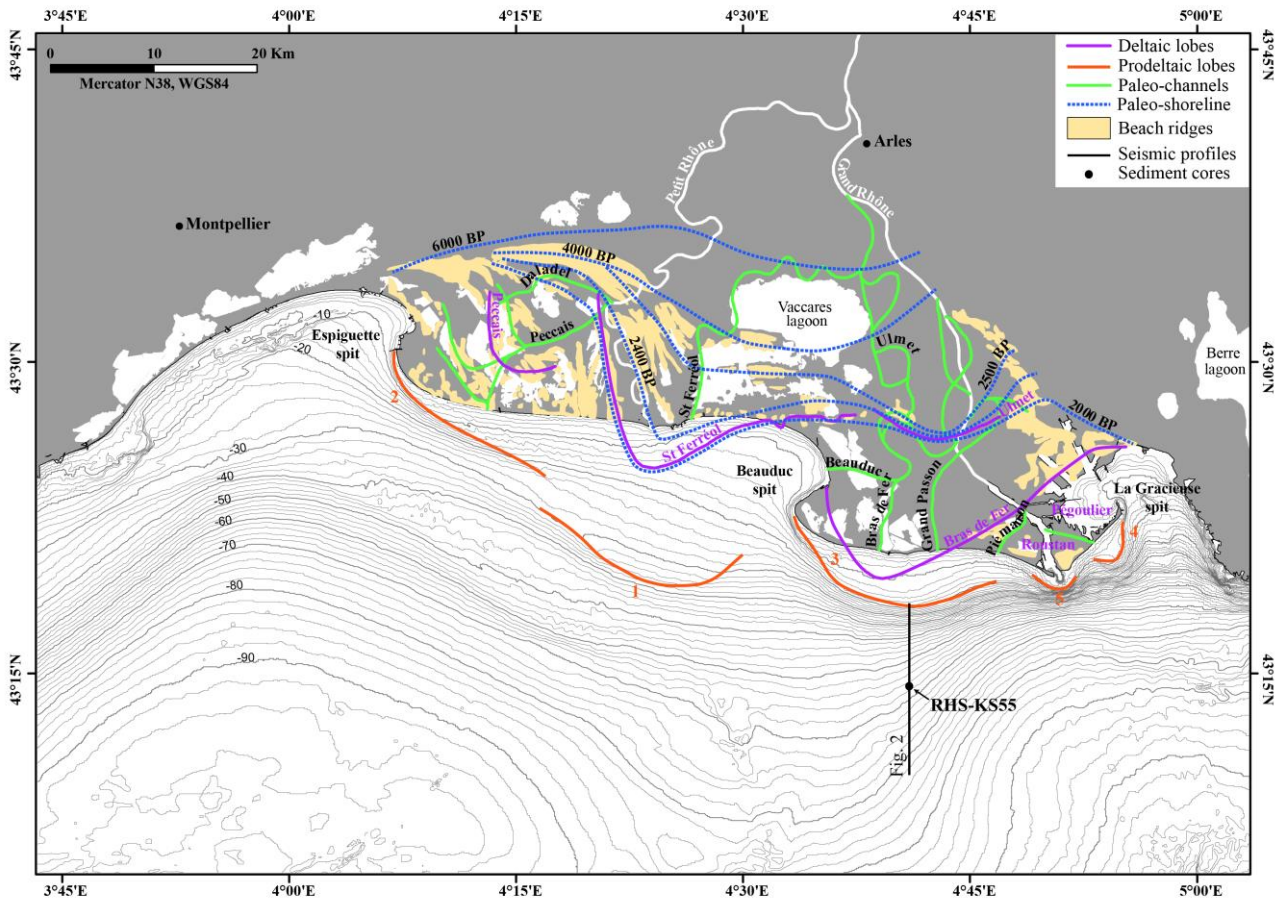 3°45'E
4°00'E
4°15'E
4°30'E
4°45'E
5°00'E
43°45'N
43°45'N
0 10 20 Km
Mercator N38, WGS84
Deltaic lobes
Prodeltaic lobes
Paleo-channels
Paleo-shoreline
Beach ridges
Seismic profiles
Sediment cores
Arles
Petit Rhône
Grand Rhône
Montpellier
6000 BP
4000 BP
Daladel
Peccais
Peccais
2400 BP
St Ferréol
Vaccares
lagoon
Ulmet
2500 BP
Berre
lagoon
-10
-20
Espiguette
spit
43°30'N
43°30'N
2
Ulmet
2000 BP
St Ferréol
-30
-40
-50
-60
-70
-80
-90
Beauduc
spit
Beauduc
Bras de Fer
Grand Passon
Bras de Fer
Piémanson
Pégoulier
Roustan
La Gracieuse
spit
1
3
4
5
43°15'N
43°15'N
RHS-KS55
Fig. 2
3°45'E
4°00'E
4°15'E
4°30'E
4°45'E
5°00'E